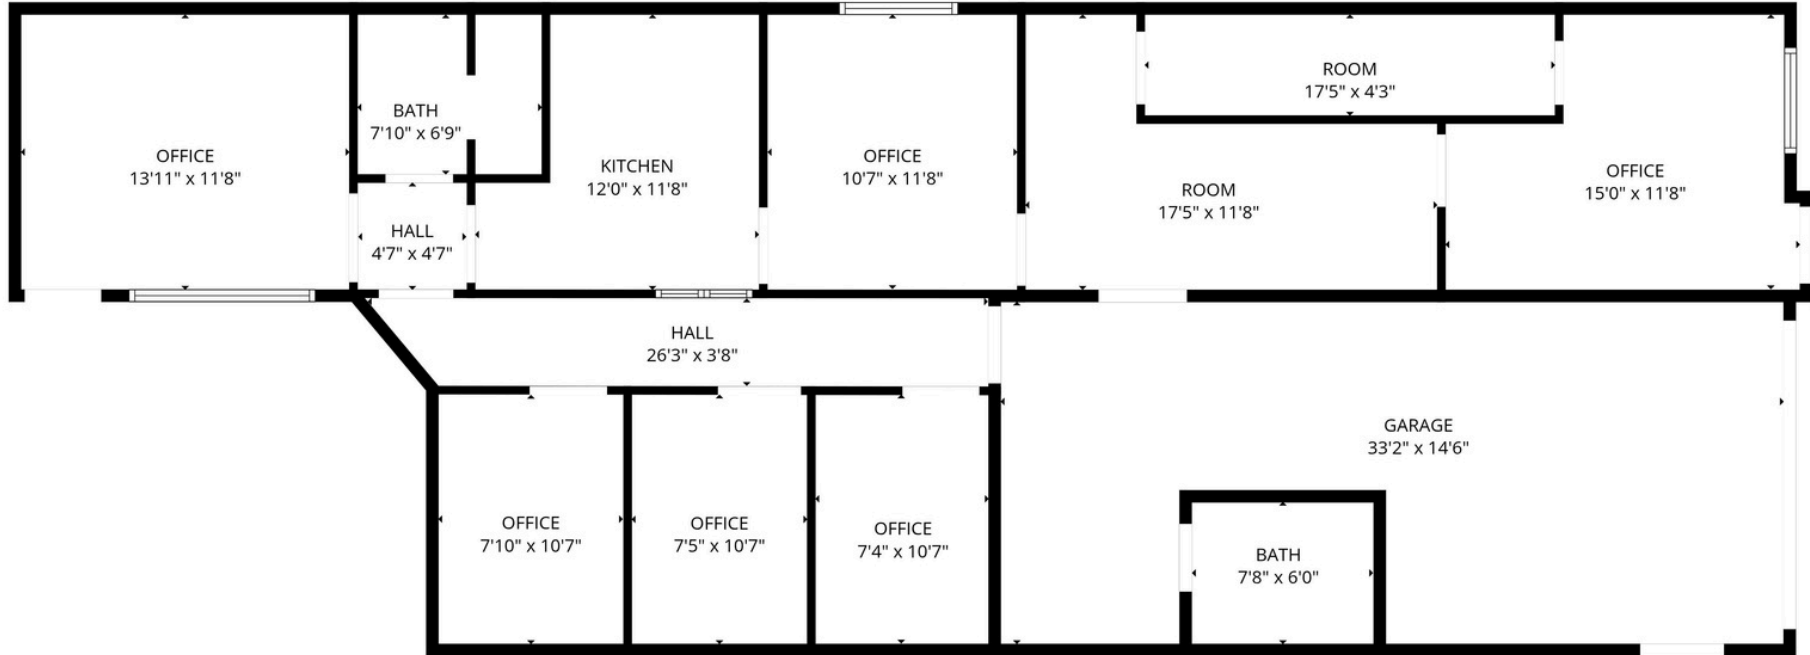 OFFICE
13'11" x 11'8"
BATH
7'10" x 6'9"
HALL
4'7" x 4'7"
KITCHEN
12'0" x 11'8"
OFFICE
10'7" x 11'8"
ROOM
17'5" x 4'3"
ROOM
17'5" x 11'8"
OFFICE
15'0" x 11'8"
HALL
26'3" x 3'8"
GARAGE
33'2" x 14'6"
OFFICE
7'10" x 10'7"
OFFICE
7'5" x 10'7"
OFFICE
7'4" x 10'7"
BATH
7'8" x 6'0"